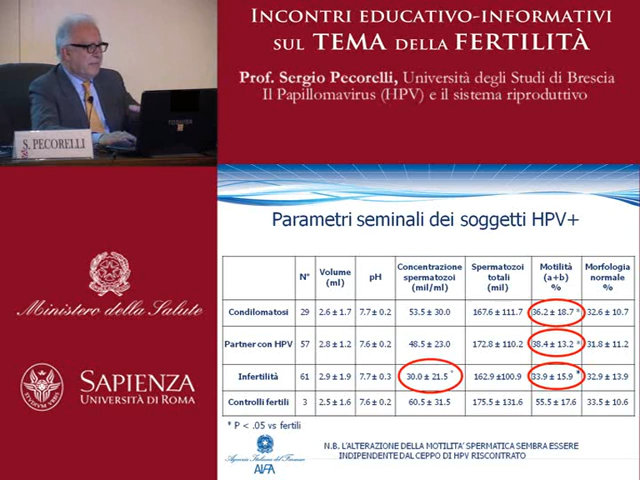 INCONTRI EDUCATIVO-INFORMATIVI
SUL TEMA DELLA FERTILITÀ
Prof. Sergio Pecorelli, Università degli Studi di Brescia
Il Papillomavirus (HPV) e il sistema riproduttivo
S. PECORELLI
Ministero della Salute
SAPIENZA
UNIVERSITÀ DI ROMA
Parametri seminali dei soggetti HPV+
N° Volume (ml) pH Concentrazione spermatozoi (mil/ml) Spermatozoi totali (mil) Motilità (a+b) % Morfologia normale %
Condilomatosi 29 2.6 ± 1.7 7.7 ± 0.2 53.5 ± 30.0 167.6 ± 111.7 36.2 ± 18.7 * 32.6 ± 10.7
Partner con HPV 57 2.8 ± 1.2 7.6 ± 0.2 48.5 ± 23.0 172.8 ± 110.2 38.4 ± 13.2 * 31.8 ± 11.2
Infertilità 61 2.9 ± 1.9 7.7 ± 0.3 30.0 ± 21.5 * 162.9 ±100.9 33.9 ± 15.9 * 32.9 ± 13.9
Controlli fertili 3 2.5 ± 1.6 7.6 ± 0.2 60.5 ± 31.5 175.5 ± 131.6 55.5 ± 17.6 33.5 ± 10.6
* P < .05 vs fertili
Agenzia Italiana del Farmaco
AIFA
N.B. L'ALTERAZIONE DELLA MOTILITA' SPERMATICA SEMBRA ESSERE
INDIPENDENTE DAL CEPPO DI HPV RISCONTRATO